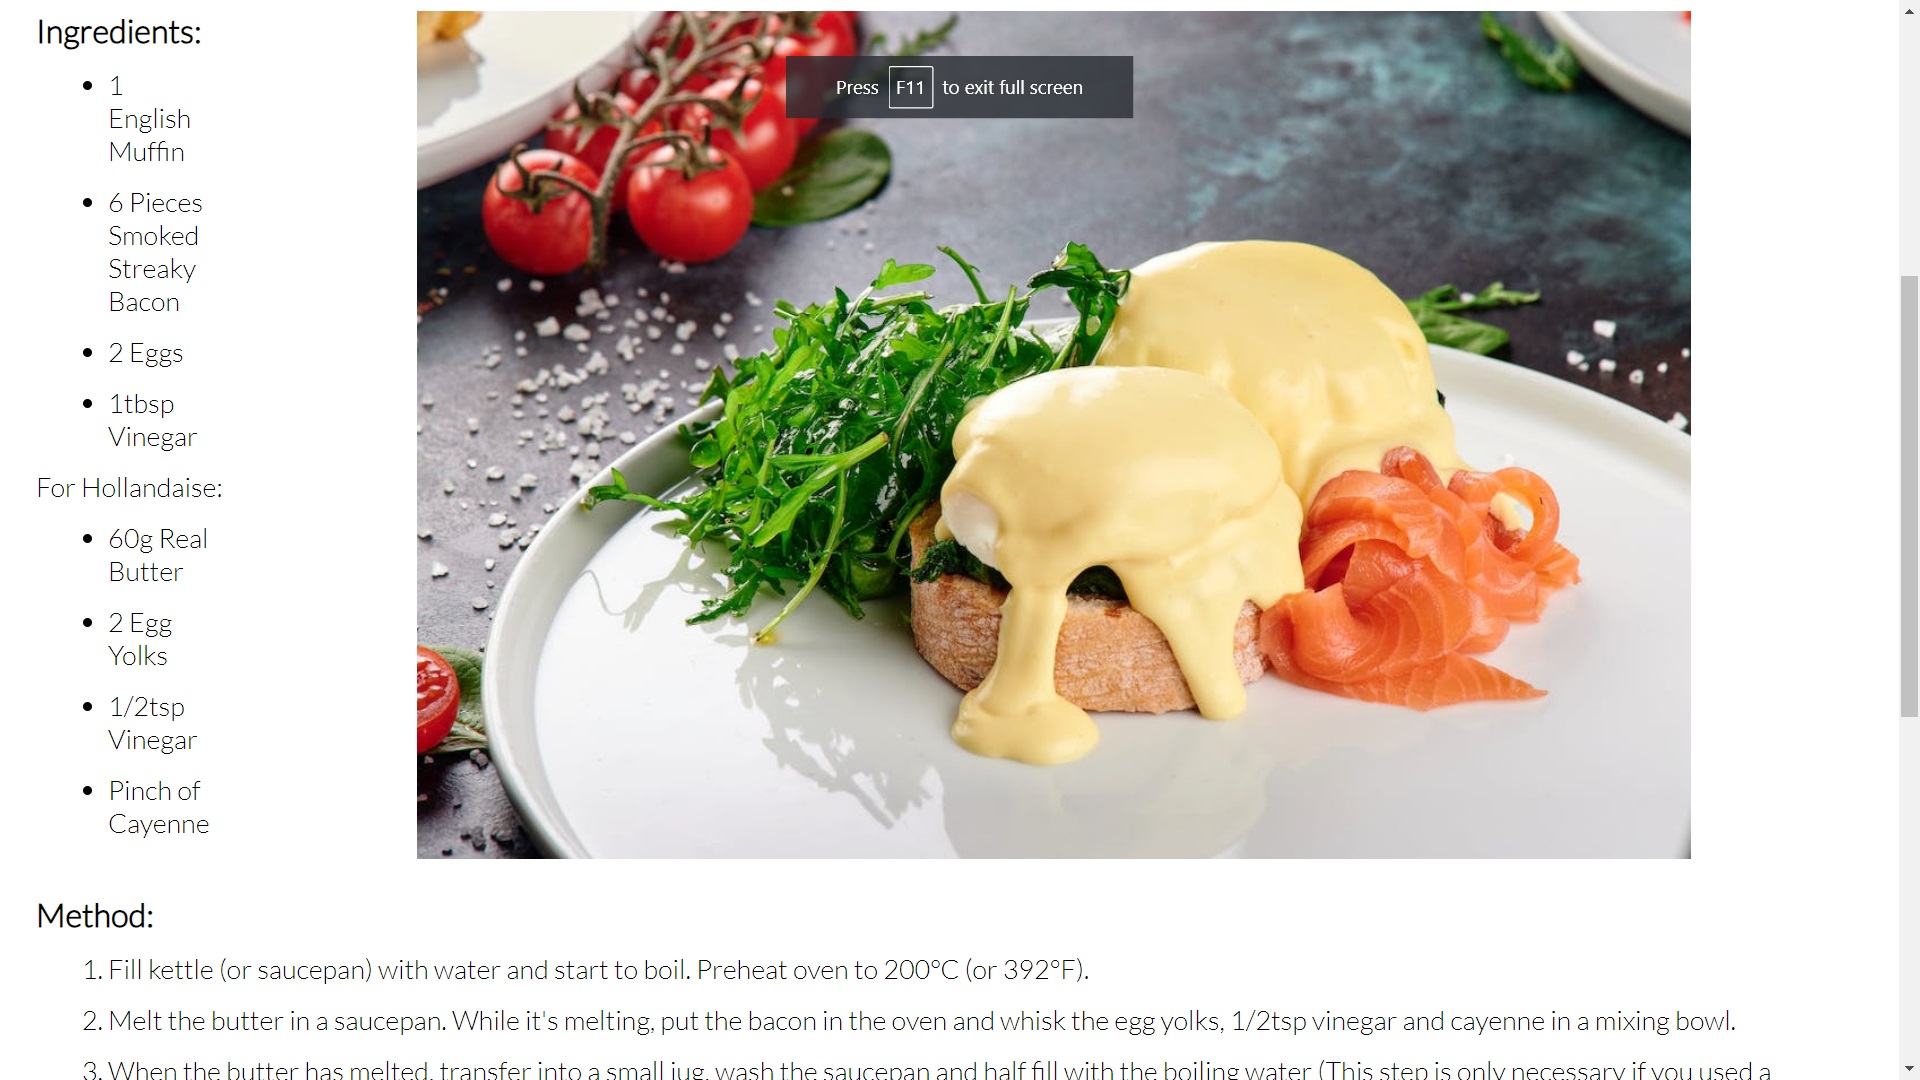 Ingredients:
1
English
Muffin
6 Pieces
Smoked
Streaky
Bacon
2 Eggs
1tbsp
Vinegar
For Hollandaise:
60g Real
Butter
2 Egg
Yolks
1/2tsp
Vinegar
Pinch of
Cayenne
Press F11 to exit full screen
Method:
1. Fill kettle (or saucepan) with water and start to boil. Preheat oven to 200°C (or 392°F).
2. Melt the butter in a saucepan. While it's melting, put the bacon in the oven and whisk the egg yolks, 1/2tsp vinegar and cayenne in a mixing bowl.
3. When the butter has melted, transfer into a small jug, wash the saucepan and half fill with the boiling water (This step is only necessary if you used a